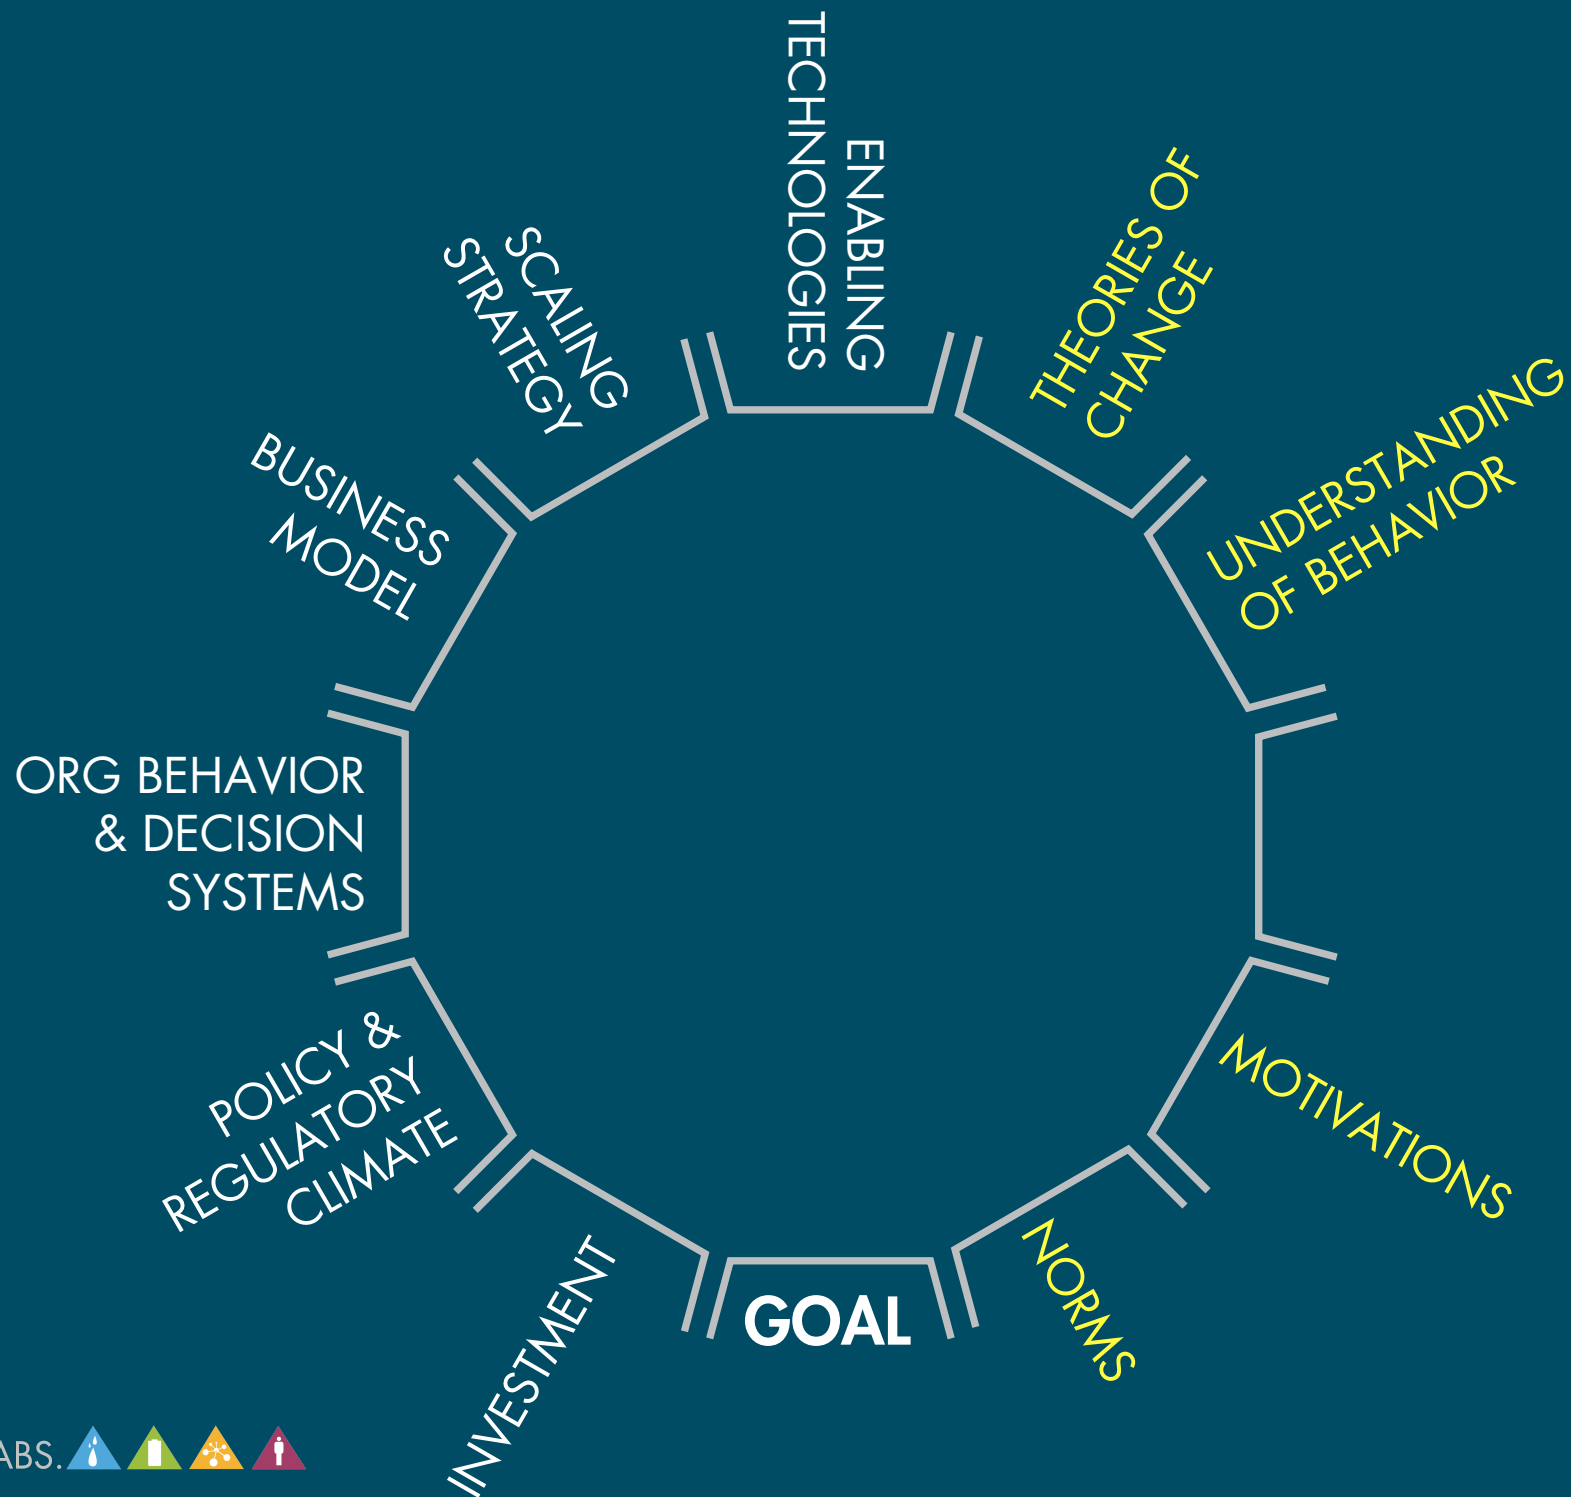 ENABLING
TECHNOLOGIES
THEORIES OF
CHANGE
UNDERSTANDING
OF BEHAVIOR
MOTIVATIONS
NORMS
GOAL
INVESTMENT
POLICY &
REGULATORY
CLIMATE
ORG BEHAVIOR
& DECISION
SYSTEMS
BUSINESS
MODEL
SCALING
STRATEGY
ABS.